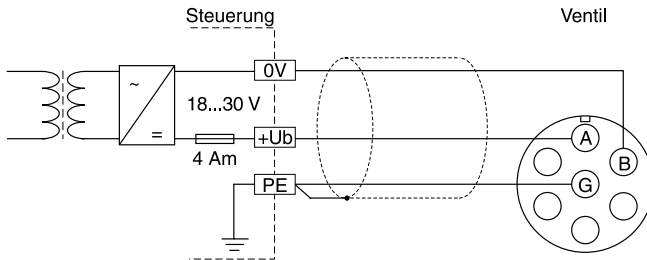 Steuerung
Ventil
0V
~
18...30 V
=
+Ub
4 Am
A
B
PE
G